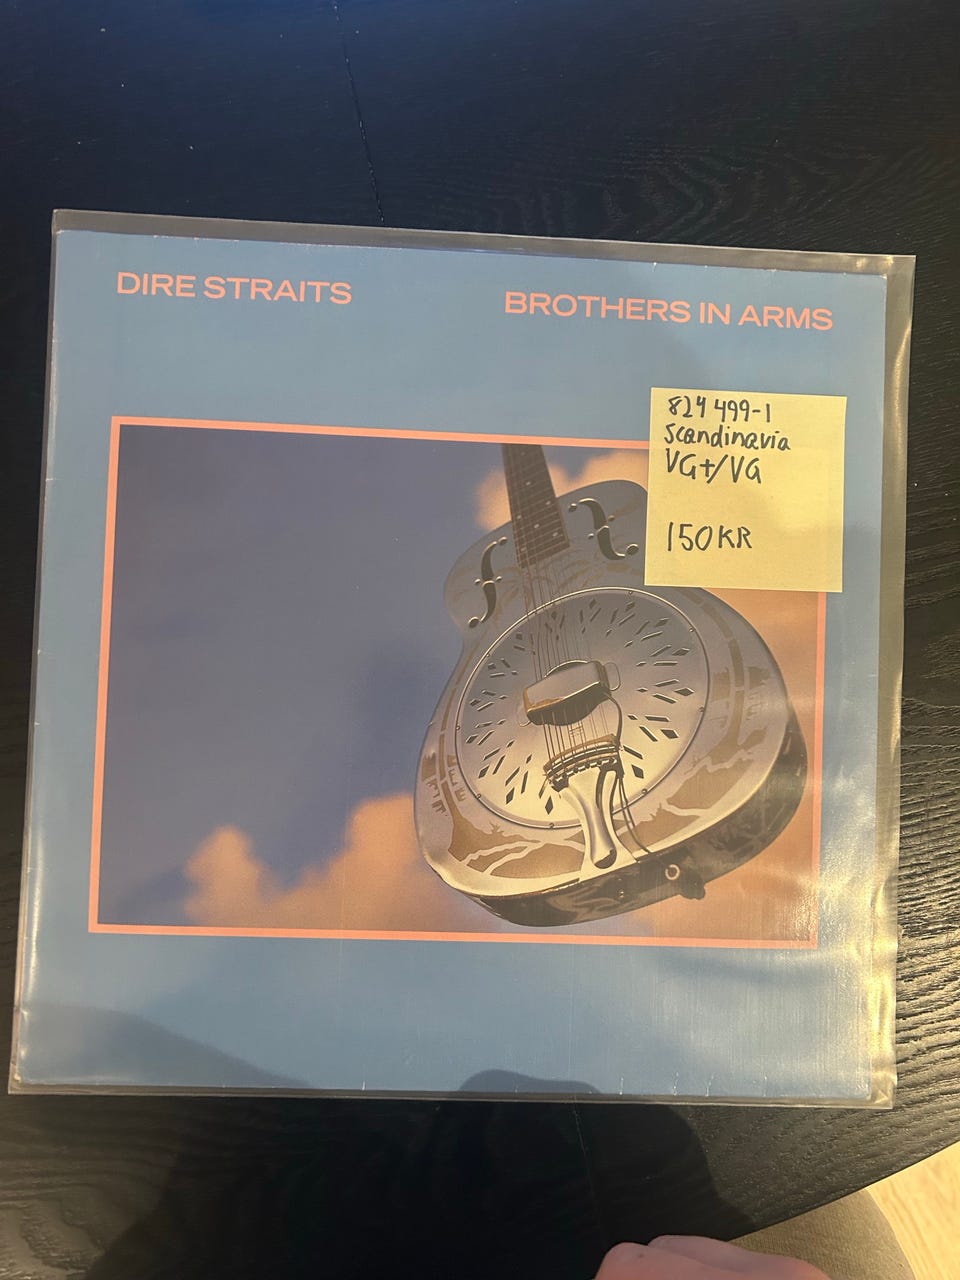 DIRE STRAITS
BROTHERS IN ARMS
824 499-1
Scandinavia
VG+/VG
150KR